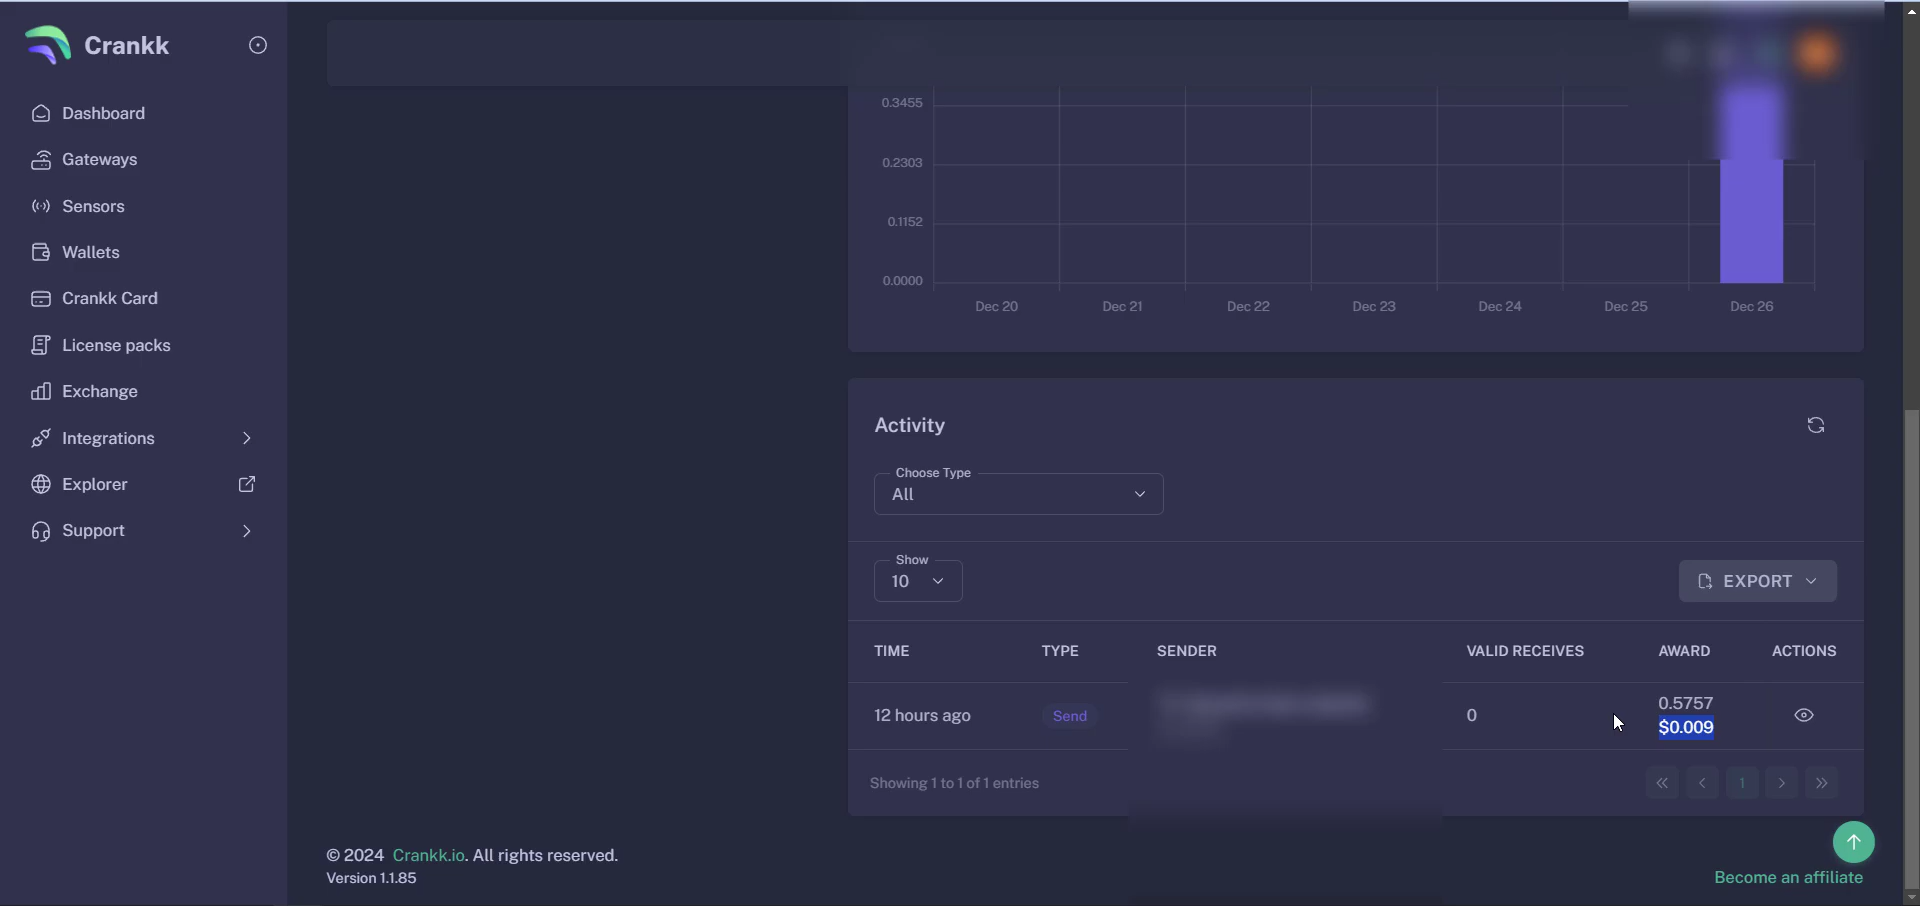 Crankk
Dashboard
Gateways
Sensors
Wallets
Crankk Card
License packs
Exchange
Integrations
Explorer
Support
0.3455
0.2303
0.1152
0.0000
Dec 20 Dec 21 Dec 22 Dec 23 Dec 24 Dec 25 Dec 26
Activity
Choose Type
All
Show
10
EXPORT
TIME TYPE SENDER VALID RECEIVES AWARD ACTIONS
12 hours ago Send 0 0.5757
$0.009
Showing 1 to 1 of 1 entries
« ‹ 1 › »
© 2024 Crankk.io. All rights reserved.
Version 1.1.85
Become an affiliate